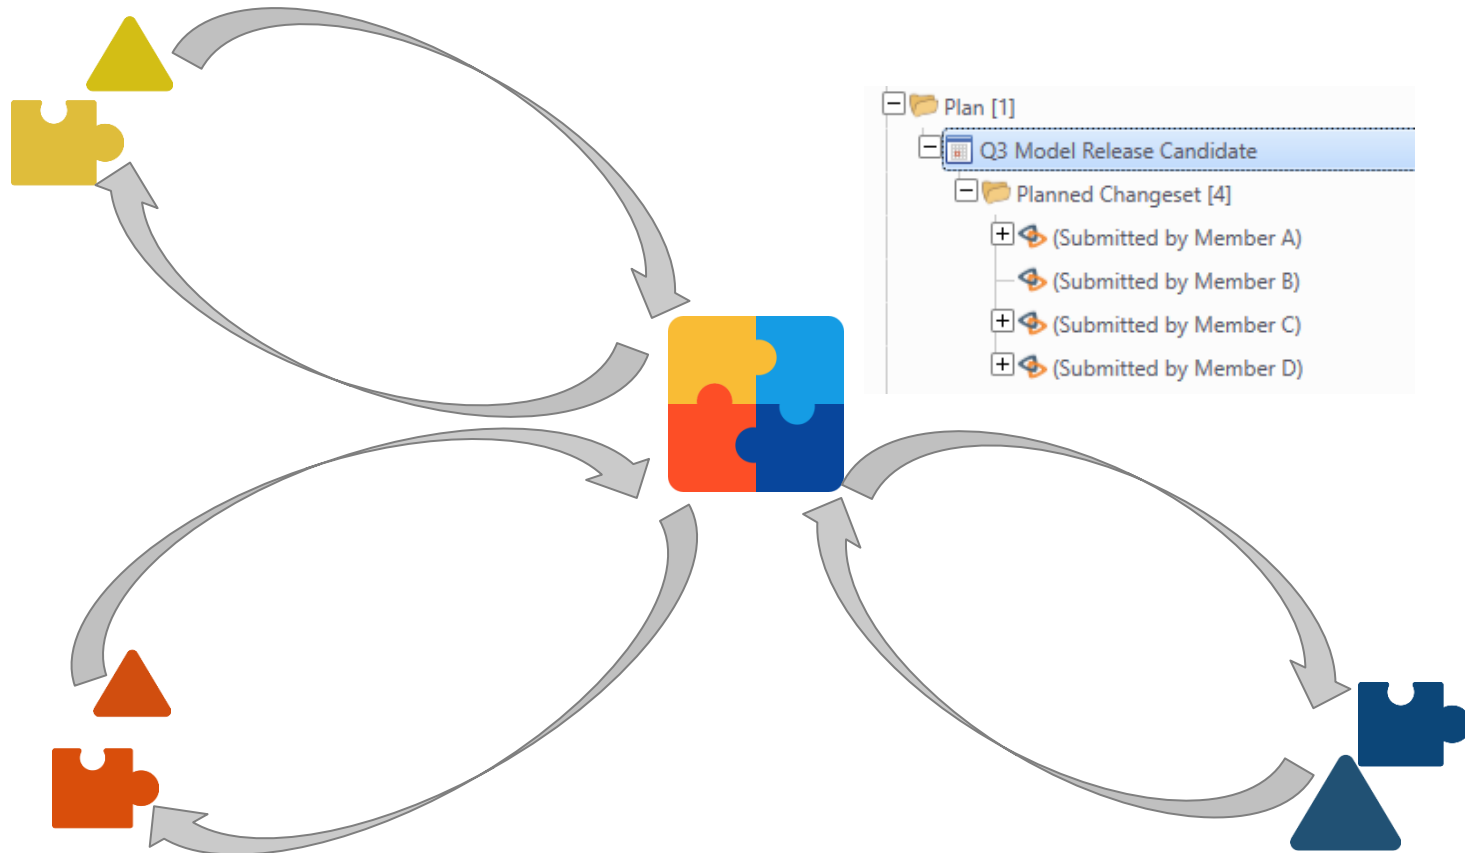 Plan [1]
Q3 Model Release Candidate
Planned Changeset [4]
(Submitted by Member A)
(Submitted by Member B)
(Submitted by Member C)
(Submitted by Member D)